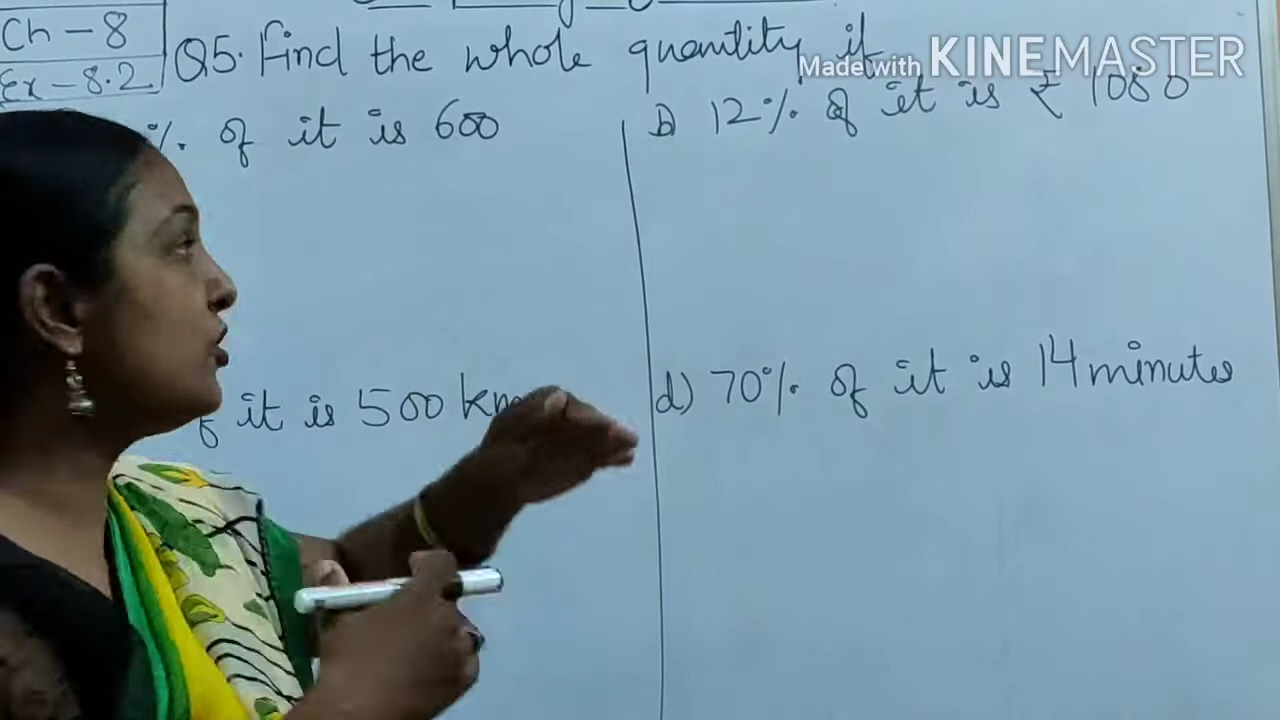 Ch - 8
Ex - 8.2
Q5. Find the whole quantity if
Made with KINEMASTER
% of it is 600
b) 12% of it is ₹ 1080
it is 500 km
d) 70% of it is 14 minutes